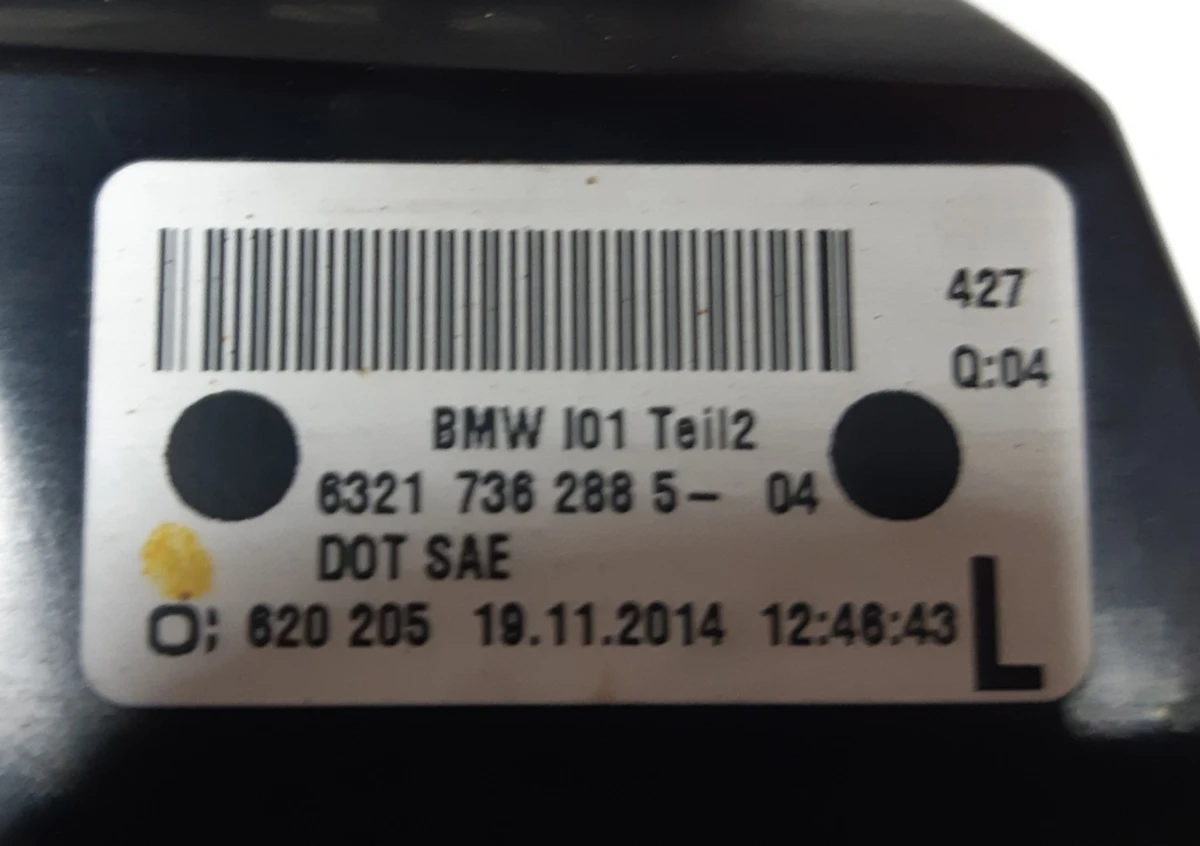 427
Q:04
BMW I01 Teil2
6321 736 288 5- 04
DOT SAE
O; 620 205 19.11.2014 12:46:43
L